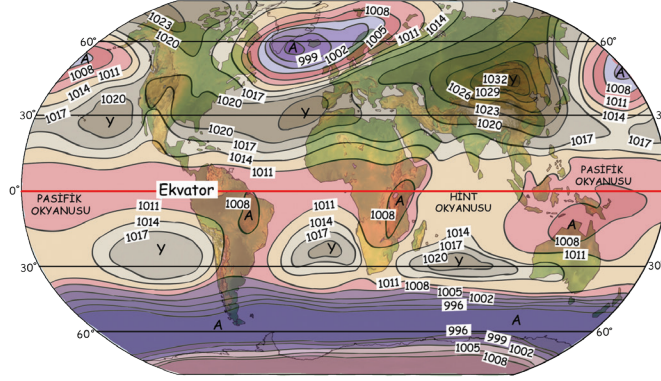 1008
1023
1020
1005
1014
1011
60°
A
999
1002
60°
A
1008
1011
1014
1017
1020
Y
1017
1020
Y
1032
Y
1029
1026
1023
1020
A
1008
1011
1014
1017
30°
30°
1020
1017
1014
1011
1017
0°
Ekvator
PASİFİK
OKYANUSU
HİNT
OKYANUSU
PASİFİK
OKYANUSU
0°
1011
1014
1017
Y
1008
A
1011
1014
1017
Y
1008
A
1014
1017
1020
Y
A
1008
1011
30°
30°
1011
1008
1005
1002
996
A
A
60°
60°
996
999
1002
1005
1008